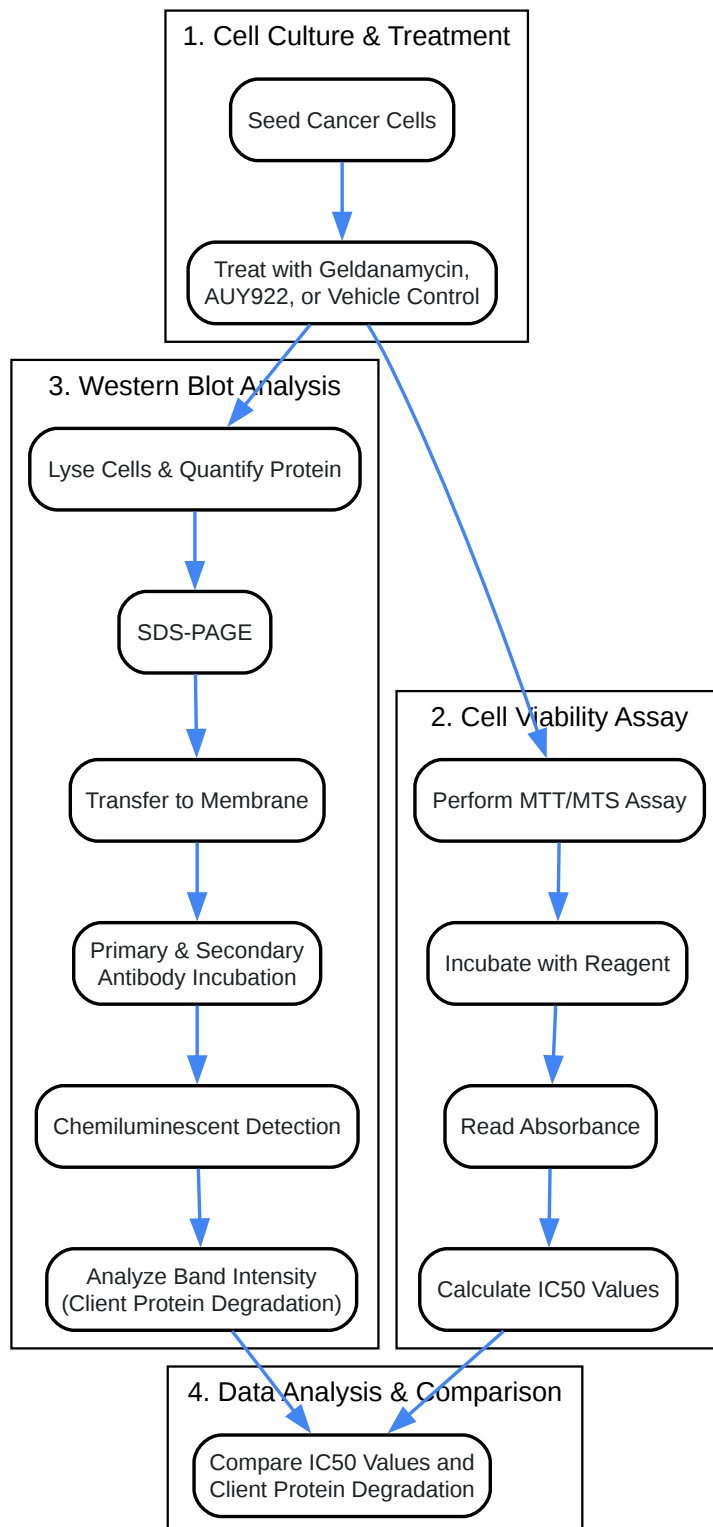 1. Cell Culture & Treatment
Seed Cancer Cells
Treat with Geldanamycin,
AUY922, or Vehicle Control
3. Western Blot Analysis
Lyse Cells & Quantify Protein
SDS-PAGE
Transfer to Membrane
Primary & Secondary
Antibody Incubation
Chemiluminescent Detection
Analyze Band Intensity
(Client Protein Degradation)
2. Cell Viability Assay
Perform MTT/MTS Assay
Incubate with Reagent
Read Absorbance
Calculate IC50 Values
4. Data Analysis & Comparison
Compare IC50 Values and
Client Protein Degradation